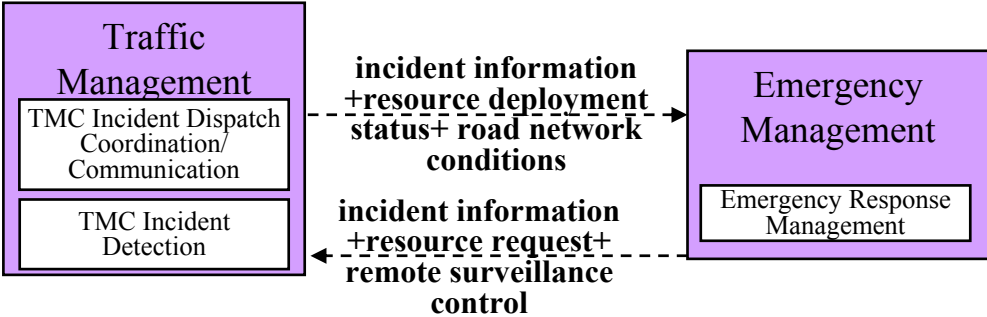 Traffic
Management
TMC Incident Dispatch
Coordination/
Communication
TMC Incident
Detection
incident information
+resource deployment
status+ road network
conditions
incident information
+resource request+
remote surveillance
control
Emergency
Management
Emergency Response
Management